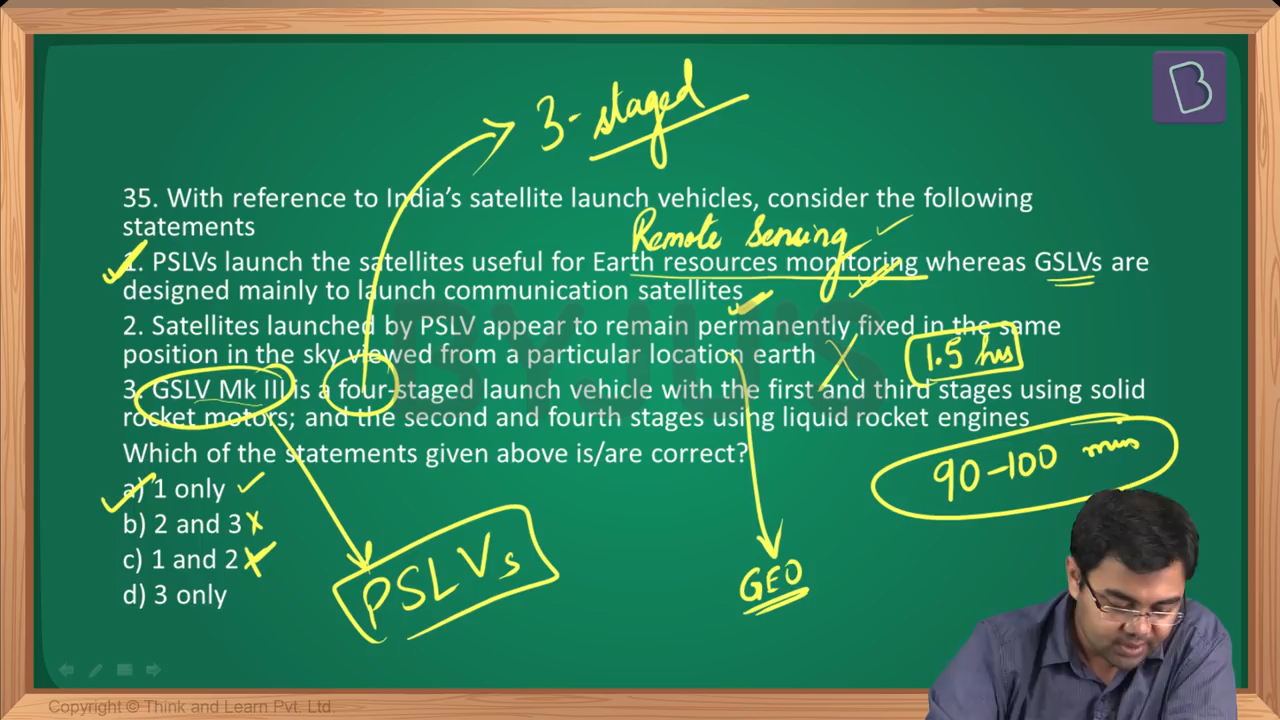 B
3-staged
35. With reference to India's satellite launch vehicles, consider the following
statements
Remote Sensing
1. PSLVs launch the satellites useful for Earth resources monitoring whereas GSLVs are
designed mainly to launch communication satellites
2. Satellites launched by PSLV appear to remain permanently fixed in the same
position in the sky viewed from a particular location earth
1.5 hrs
3. GSLV Mk III is a four-staged launch vehicle with the first and third stages using solid
rocket motors; and the second and fourth stages using liquid rocket engines
Which of the statements given above is/are correct?
90-100 mins
a) 1 only
b) 2 and 3
c) 1 and 2
d) 3 only
PSLVs
GEO
BYJU'S
Copyright © Think and Learn Pvt. Ltd.